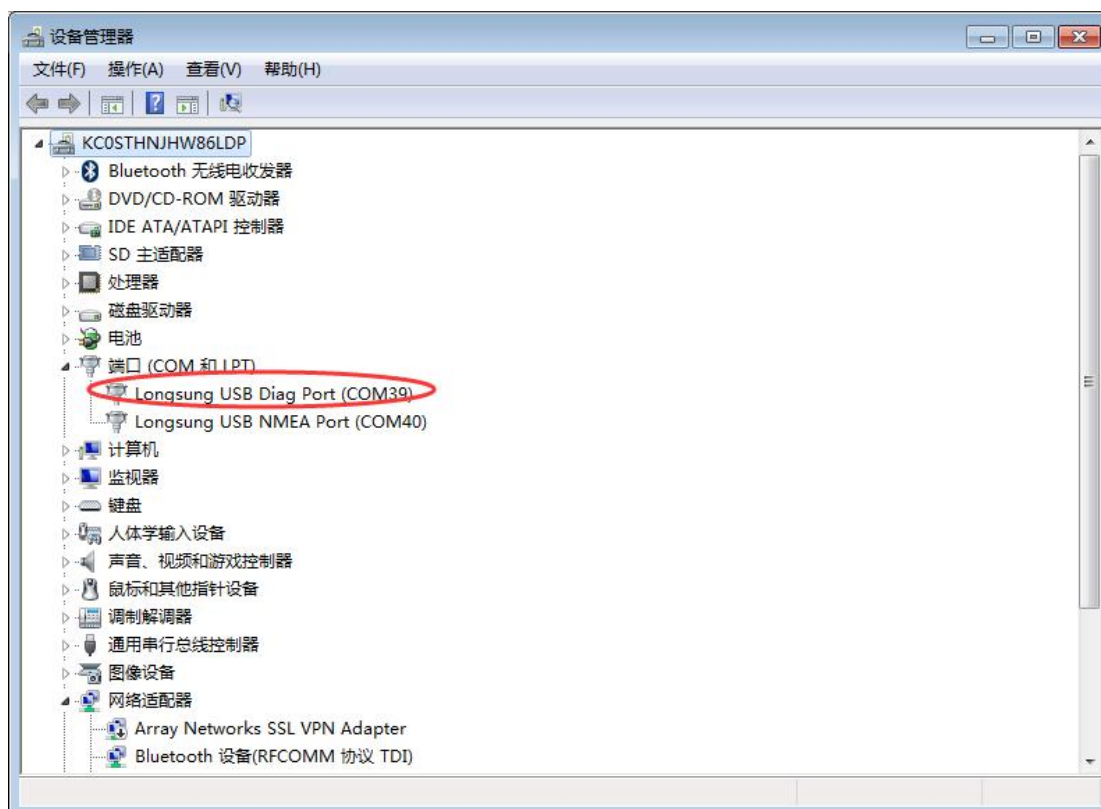 设备管理器
文件(F) 操作(A) 查看(V) 帮助(H)
KC0STHNJHW86LDP
Bluetooth 无线电收发器
DVD/CD-ROM 驱动器
IDE ATA/ATAPI 控制器
SD 主适配器
处理器
磁盘驱动器
电池
端口 (COM 和 LPT)
Longsung USB Diag Port (COM39)
Longsung USB NMEA Port (COM40)
计算机
监视器
键盘
人体学输入设备
声音、视频和游戏控制器
鼠标和其他指针设备
调制解调器
通用串行总线控制器
图像设备
网络适配器
Array Networks SSL VPN Adapter
Bluetooth 设备(RFCOMM 协议 TDI)